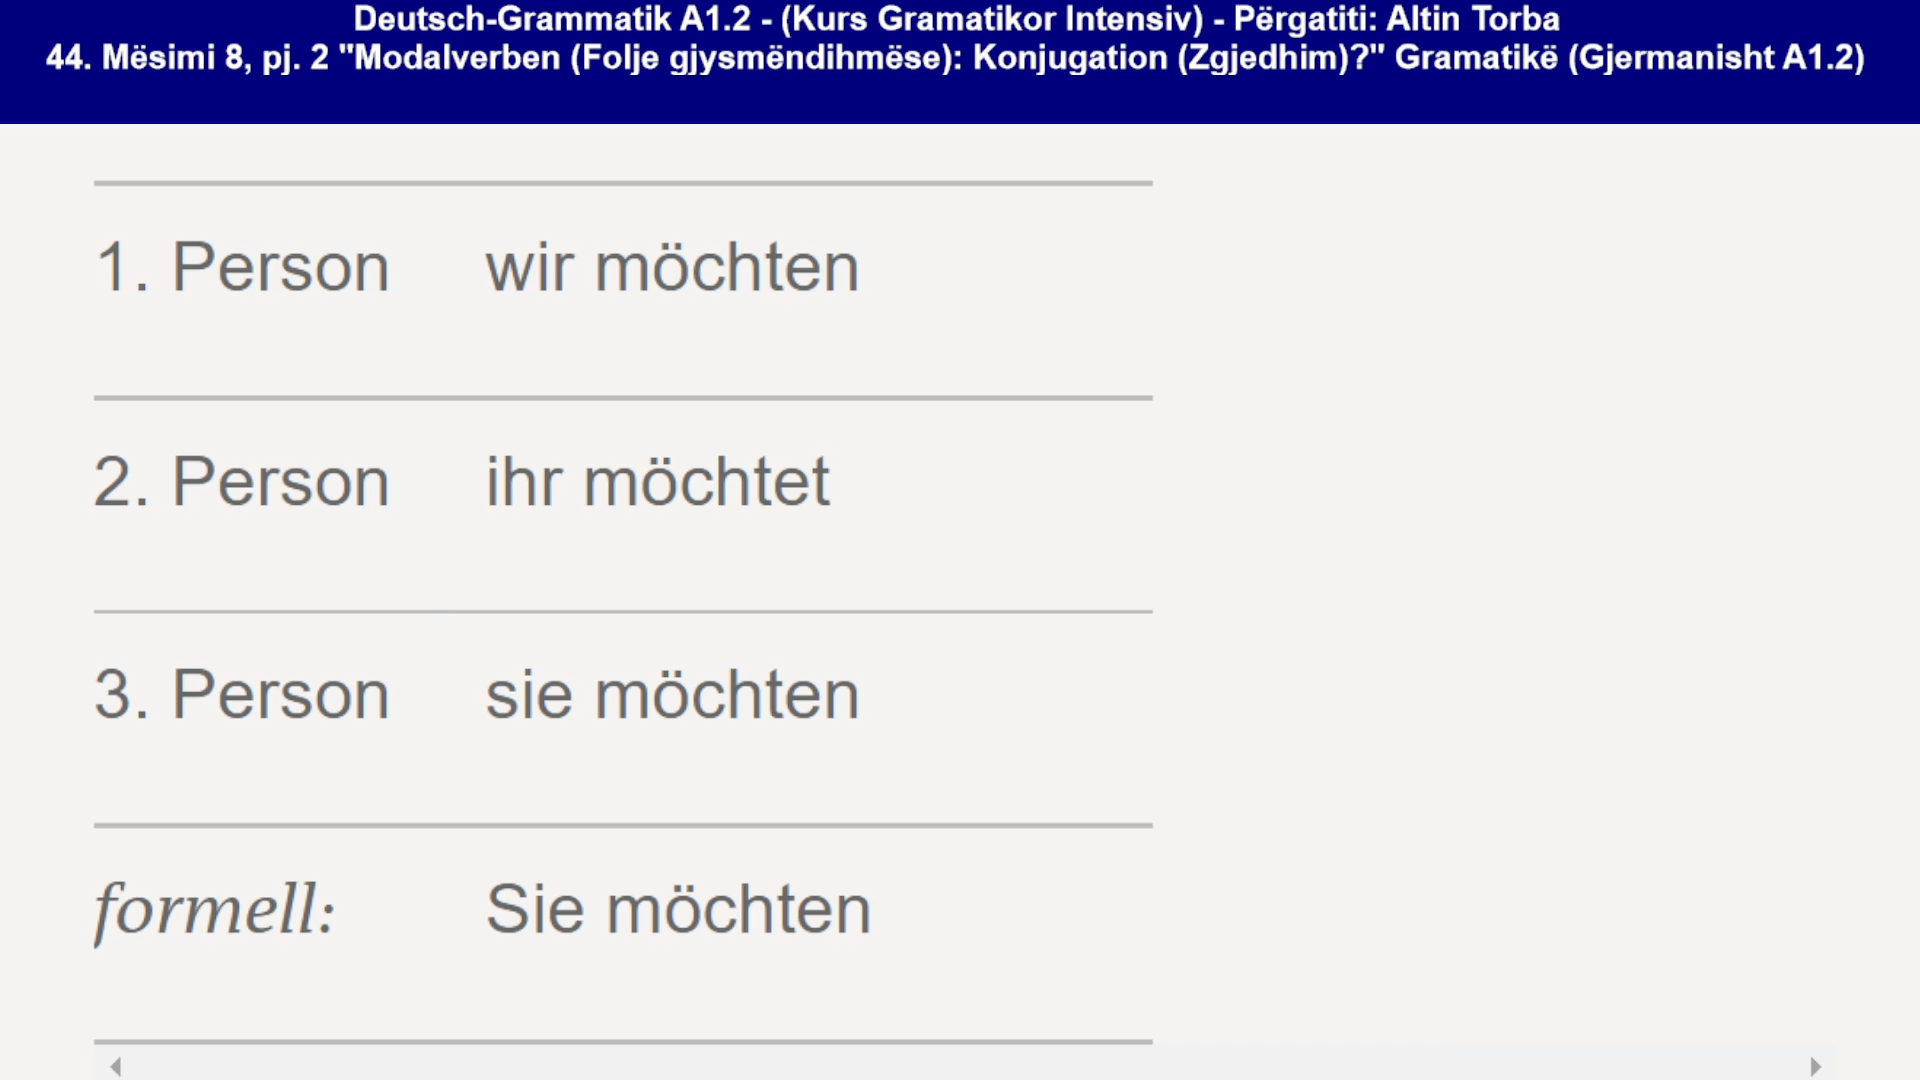 Deutsch-Grammatik A1.2 - (Kurs Gramatikor Intensiv) - Përgatiti: Altin Torba
44. Mësimi 8, pj. 2 "Modalverben (Folje gjysmëndihmëse): Konjugation (Zgjedhim)?" Gramatikë (Gjermanisht A1.2)
1. Person wir möchten
2. Person ihr möchtet
3. Person sie möchten
formell: Sie möchten